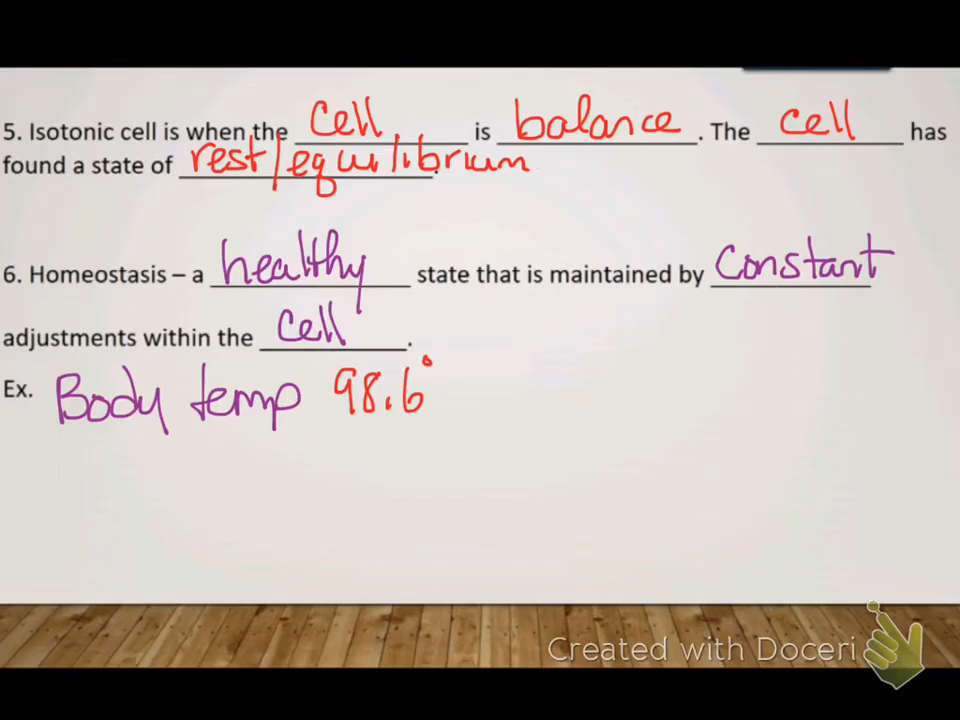 5. Isotonic cell is when the cell is balance. The cell has
found a state of rest/equilibrium.
6. Homeostasis – a healthy state that is maintained by constant
adjustments within the cell.
Ex. Body temp 98.6°
Created with Doceri